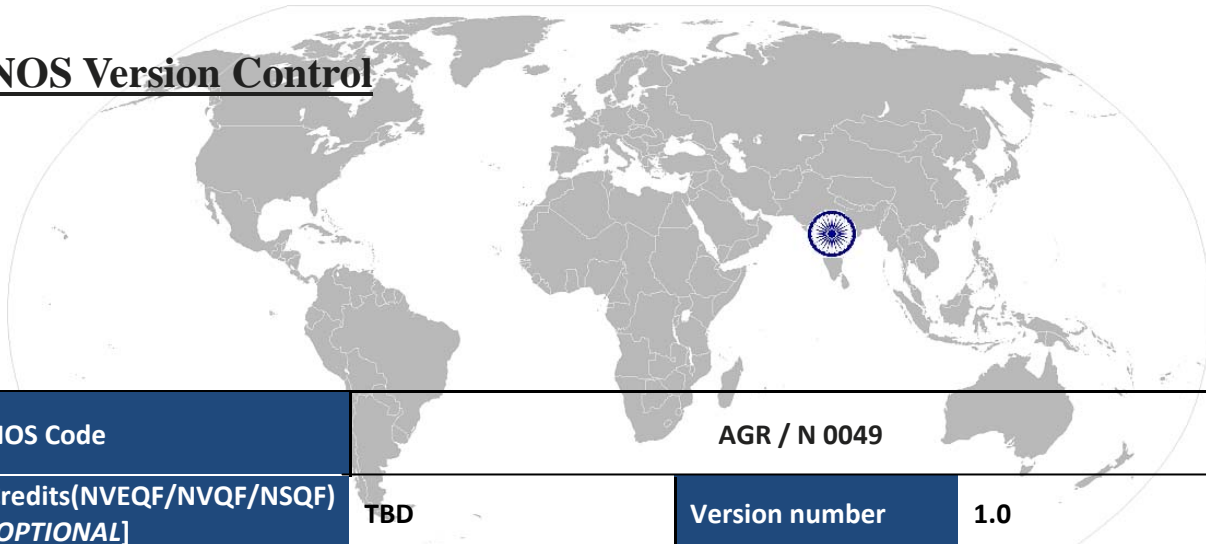 NOS Version Control
NOS Code AGR / N 0049
redits(NVEQF/NVQF/NSQF)
OPTIONAL] TBD Version number 1.0